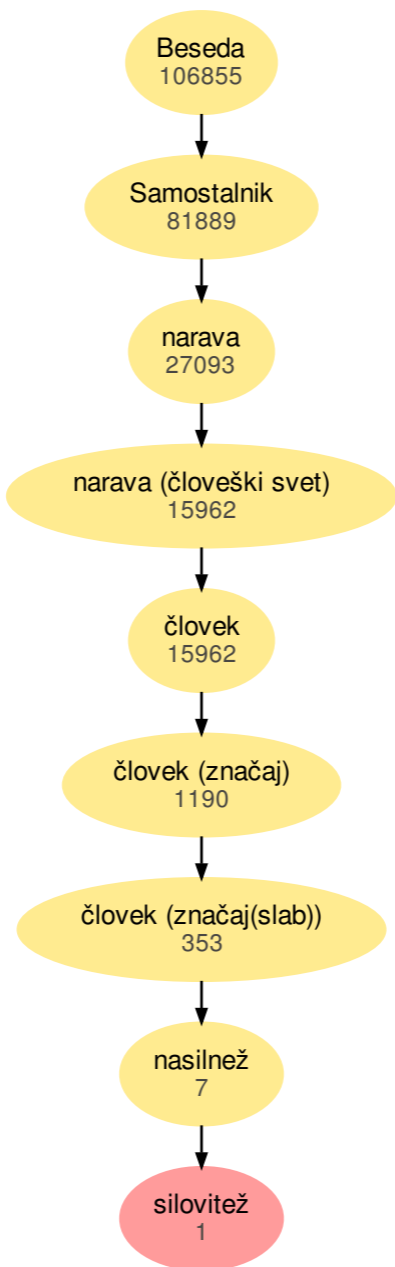 Beseda
106855
Samostalnik
81889
narava
27093
narava (človeški svet)
15962
človek
15962
človek (značaj)
1190
človek (značaj(slab))
353
nasilnež
7
silovitež
1